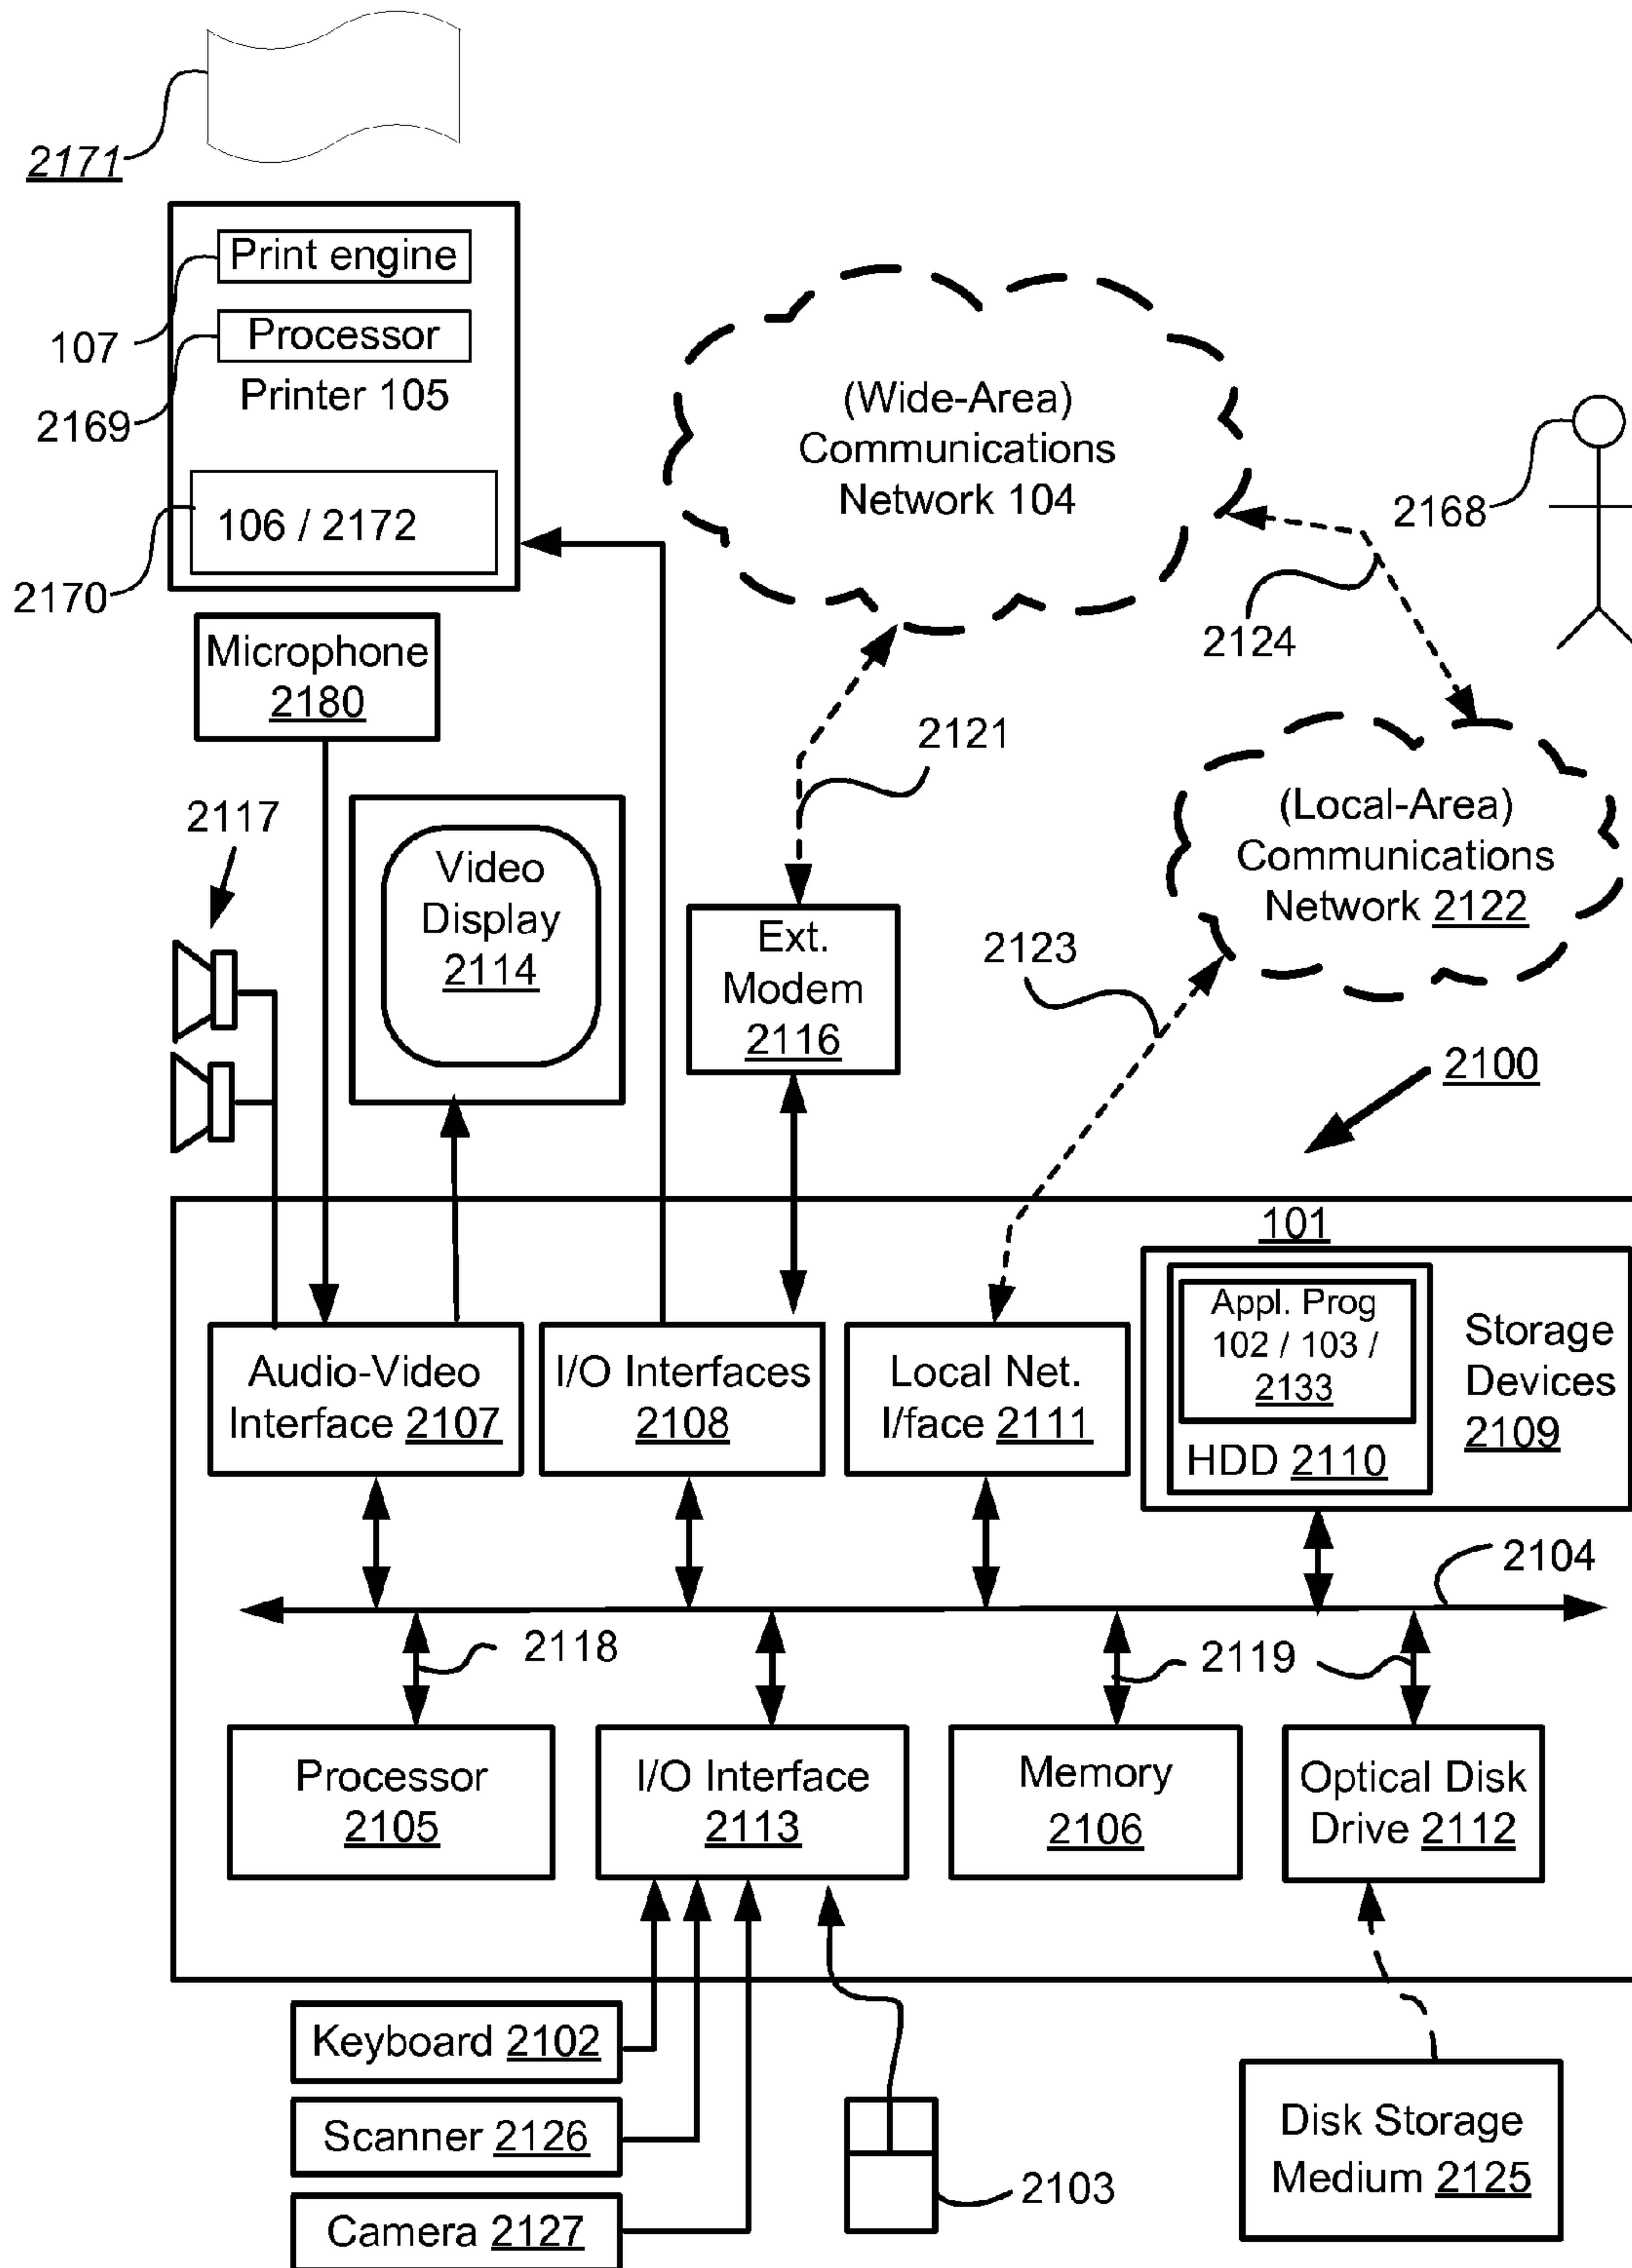 2171
Print engine
107
Processor
Printer 105
2169
106 / 2172
2170
(Wide-Area)
Communications
Network 104
2168
2124
Microphone
2180
2121
2117
Video
Display
2114
(Local-Area)
Communications
Network 2122
Ext.
Modem
2116
2123
2100
101
Appl. Prog
102 / 103 /
2133
HDD 2110
Storage
Devices
2109
Audio-Video
Interface 2107
I/O Interfaces
2108
Local Net.
I/face 2111
2104
2118
2119
Processor
2105
I/O Interface
2113
Memory
2106
Optical Disk
Drive 2112
Keyboard 2102
Scanner 2126
Camera 2127
2103
Disk Storage
Medium 2125